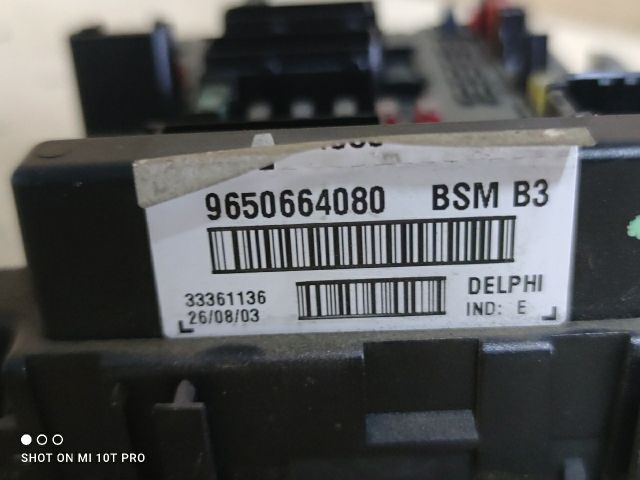 9650664080 BSM B3
33361136
26/08/03
DELPHI
IND: E
SHOT ON MI 10T PRO